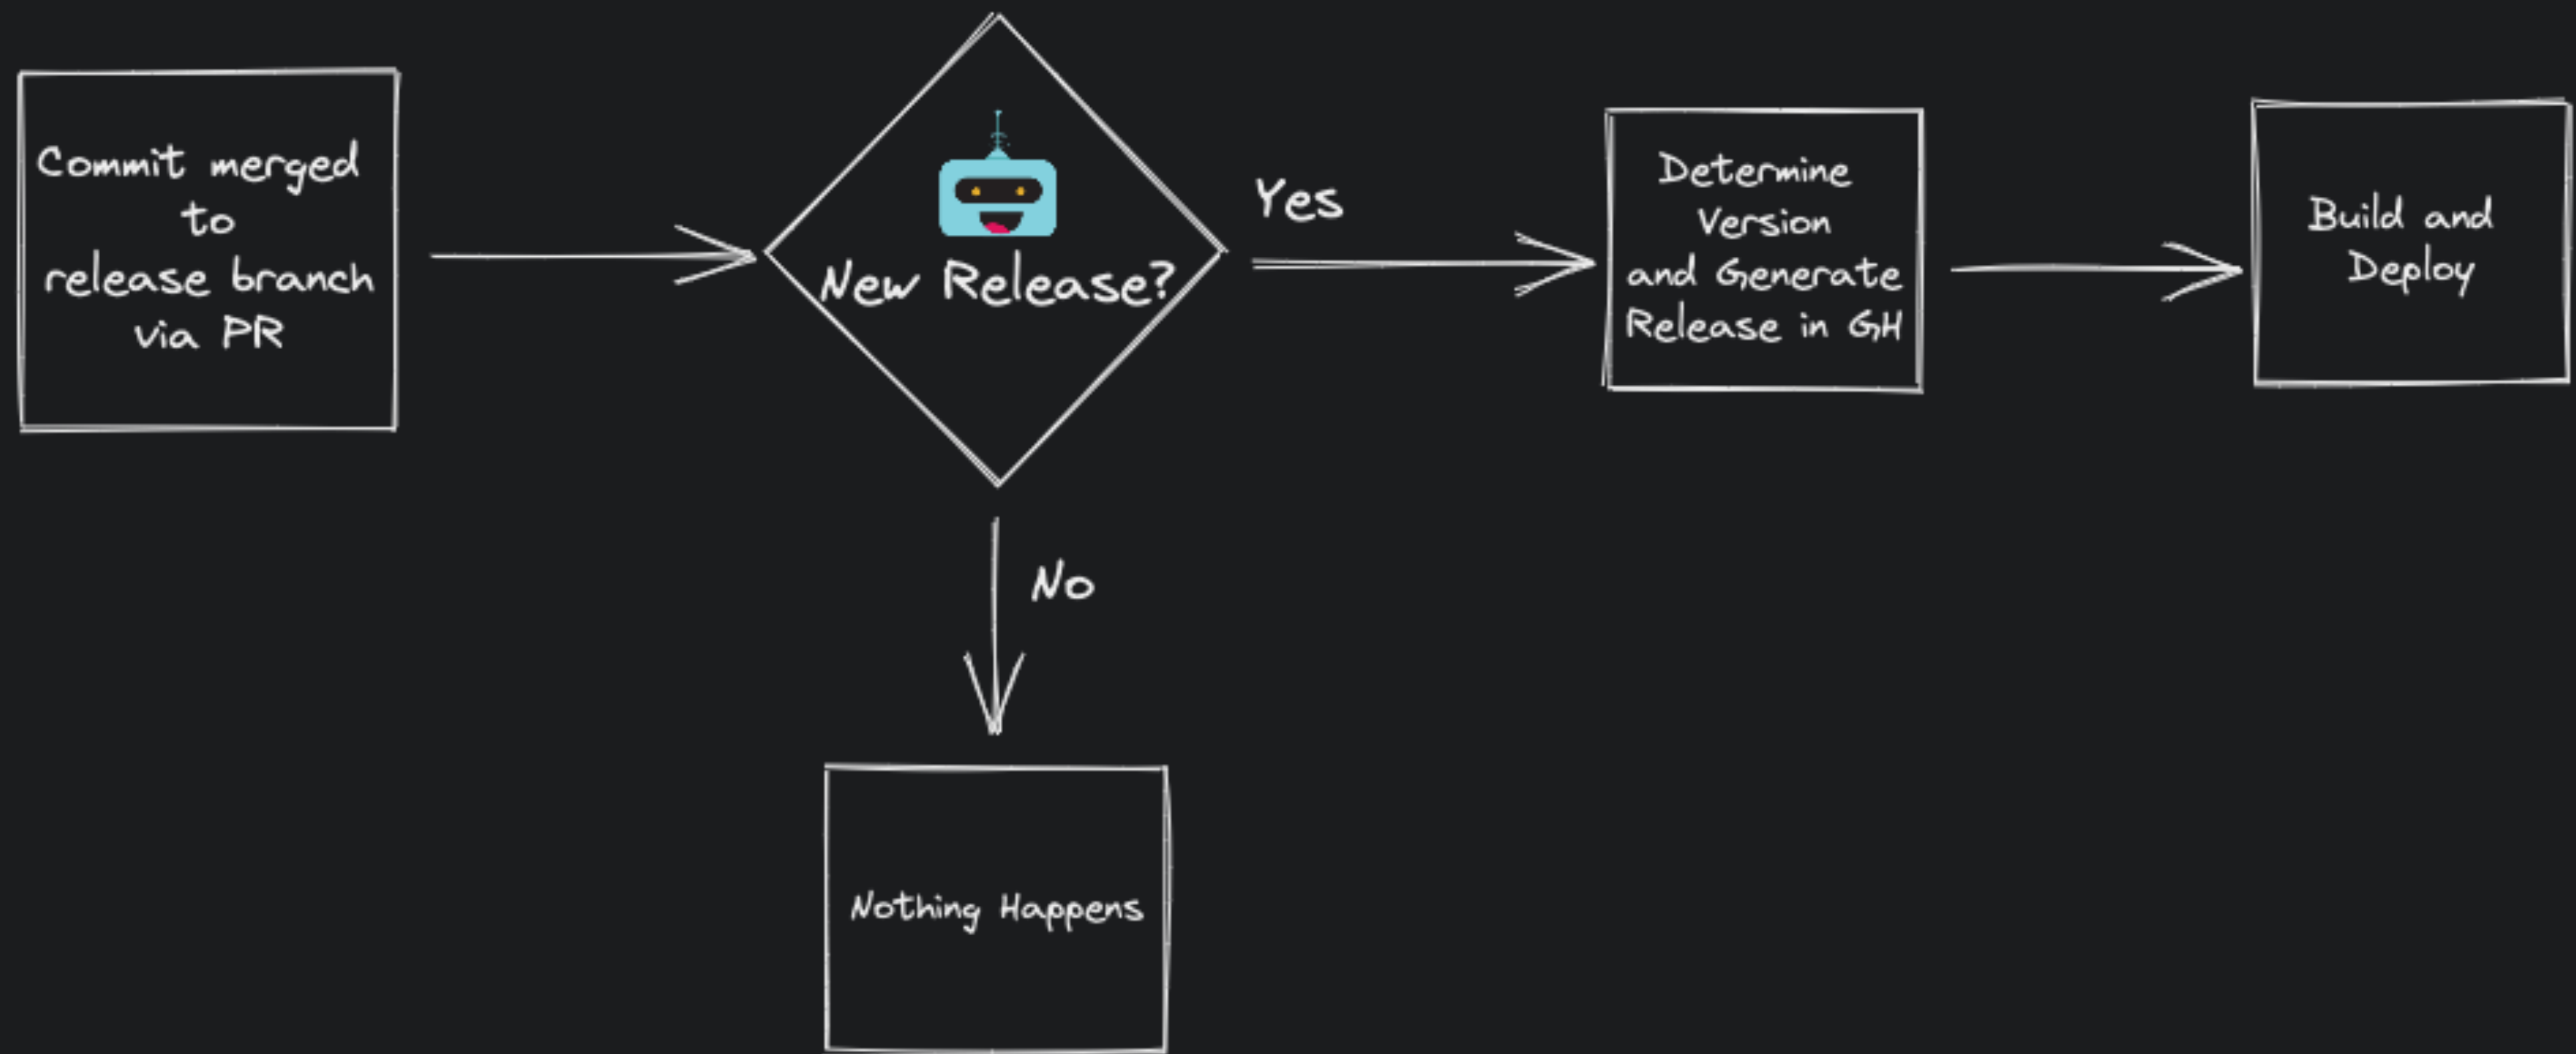 Commit merged
to
release branch
via PR
New Release?
Yes
Determine
Version
and Generate
Release in GH
Build and
Deploy
No
Nothing Happens